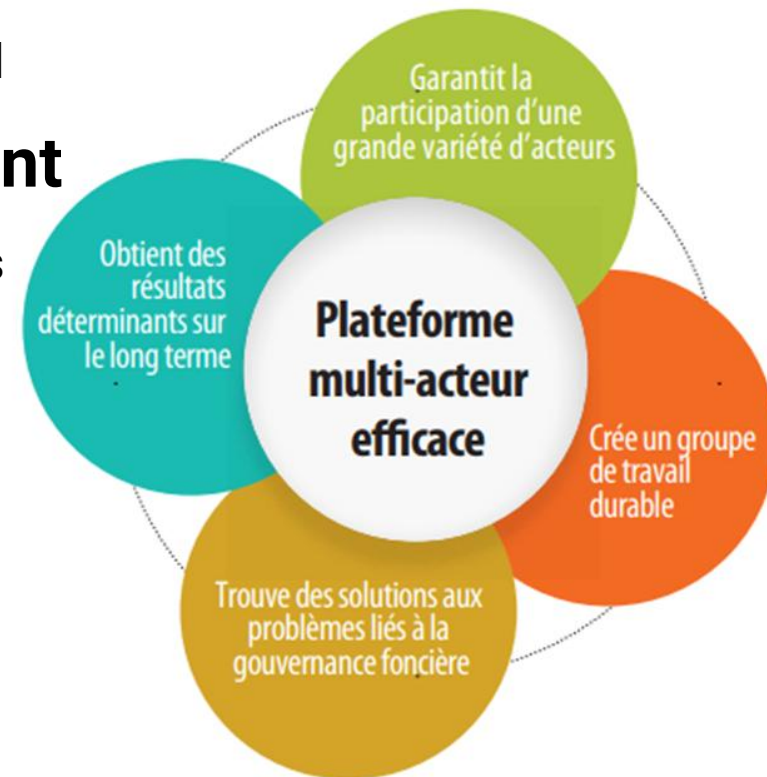 nt
s
Garantit la
participation d'une
grande variété d'acteurs
Obtient des
résultats
déterminants sur
le long terme
Plateforme
multi-acteur
efficace
Crée un groupe
de travail
durable
Trouve des solutions aux
problèmes liés à la
gouvernance foncière